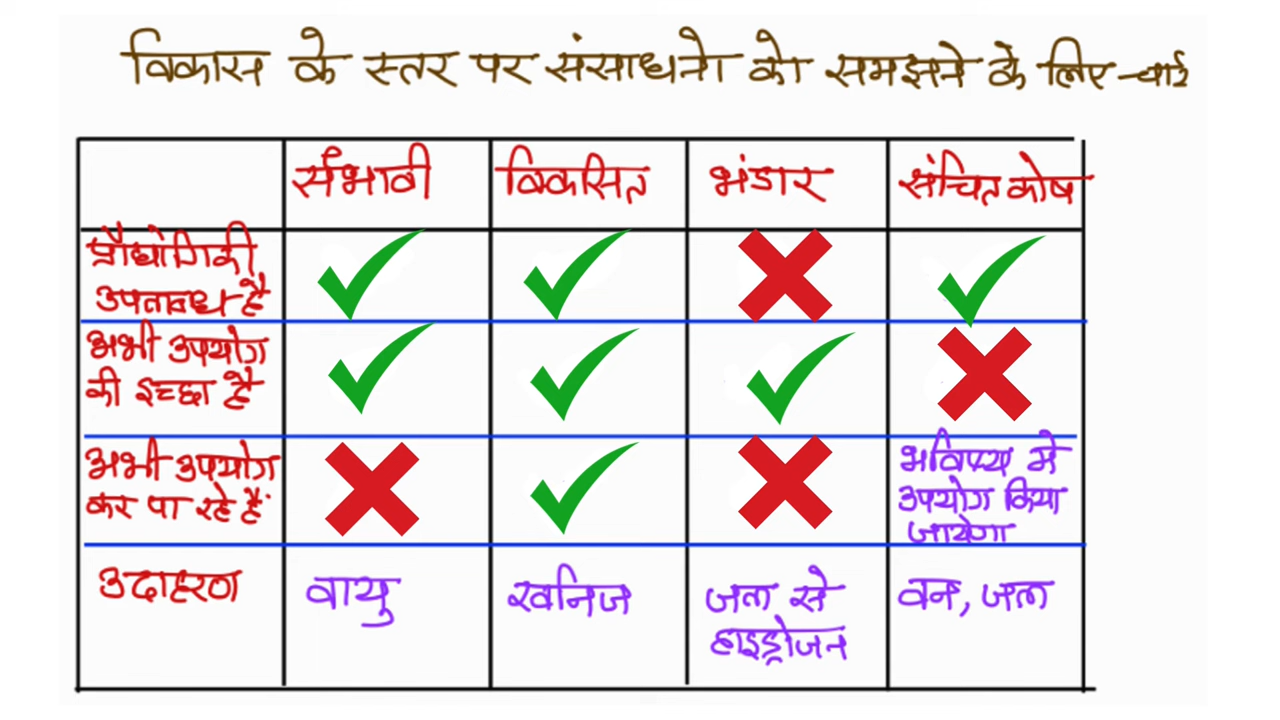 विकास के स्तर पर संसाधनो को समझने के लिए -चार्ट
संभावी विकसित भंडार संचित कोष
प्रौद्योगिकी
उपलब्ध है
अभी उपयोग
की इच्छा है
अभी उपयोग
कर पा रहे हैं
भविष्य मे
उपयोग किया
जायेगा
उदाहरण वायु खनिज जल से
हाइड्रोजन
वन, जल